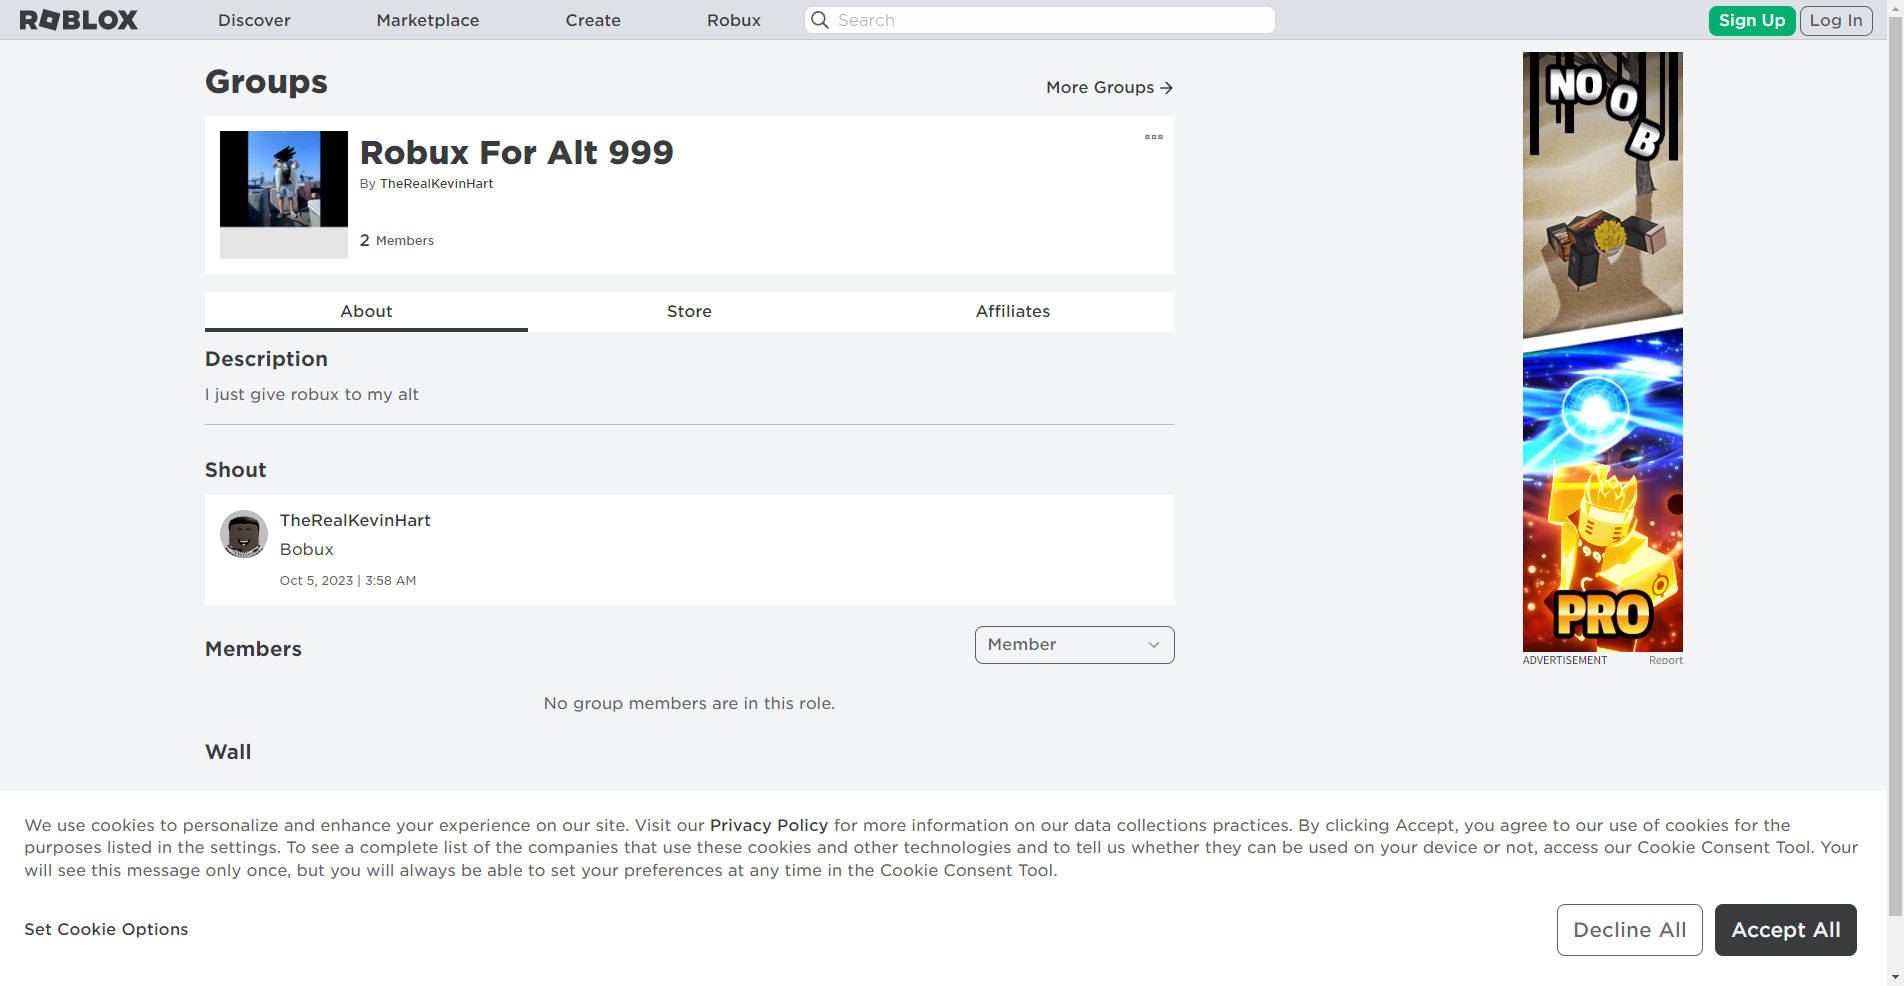 ROBLOX Discover Marketplace Create Robux Search Sign Up Log In
Groups
More Groups
Robux For Alt 999
By TheRealKevinHart
2 Members
About Store Affiliates
Description
I just give robux to my alt
Shout
TheRealKevinHart
Bobux
Oct 5, 2023 | 3:58 AM
Members
Member
No group members are in this role.
Wall
NOOB
PRO
ADVERTISEMENT Report
We use cookies to personalize and enhance your experience on our site. Visit our Privacy Policy for more information on our data collections practices. By clicking Accept, you agree to our use of cookies for the
purposes listed in the settings. To see a complete list of the companies that use these cookies and other technologies and to tell us whether they can be used on your device or not, access our Cookie Consent Tool. Your
will see this message only once, but you will always be able to set your preferences at any time in the Cookie Consent Tool.
Set Cookie Options
Decline All Accept All